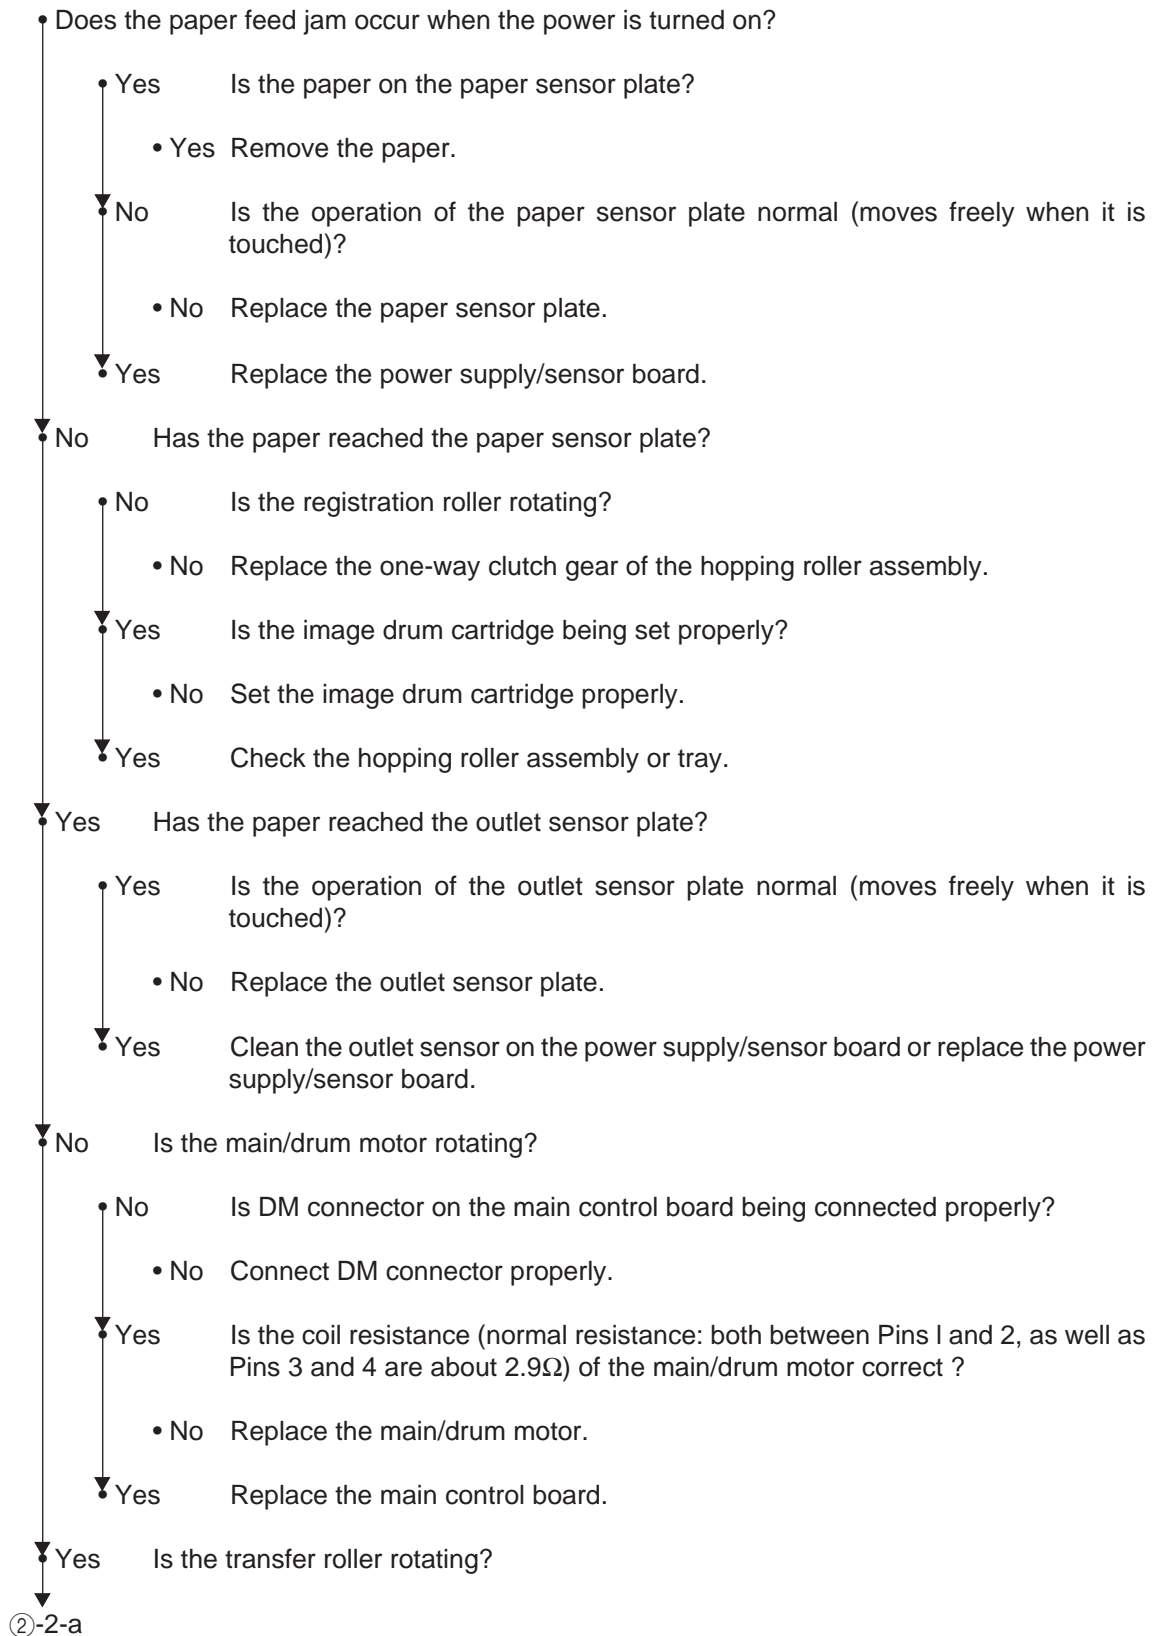 • Does the paper feed jam occur when the power is turned on?
• Yes Is the paper on the paper sensor plate?
• Yes Remove the paper.
• No Is the operation of the paper sensor plate normal (moves freely when it is
touched)?
• No Replace the paper sensor plate.
• Yes Replace the power supply/sensor board.
• No Has the paper reached the paper sensor plate?
• No Is the registration roller rotating?
• No Replace the one-way clutch gear of the hopping roller assembly.
• Yes Is the image drum cartridge being set properly?
• No Set the image drum cartridge properly.
• Yes Check the hopping roller assembly or tray.
• Yes Has the paper reached the outlet sensor plate?
• Yes Is the operation of the outlet sensor plate normal (moves freely when it is
touched)?
• No Replace the outlet sensor plate.
• Yes Clean the outlet sensor on the power supply/sensor board or replace the power
supply/sensor board.
• No Is the main/drum motor rotating?
• No Is DM connector on the main control board being connected properly?
• No Connect DM connector properly.
• Yes Is the coil resistance (normal resistance: both between Pins l and 2, as well as
Pins 3 and 4 are about 2.9Ω) of the main/drum motor correct ?
• No Replace the main/drum motor.
• Yes Replace the main control board.
• Yes Is the transfer roller rotating?
②-2-a